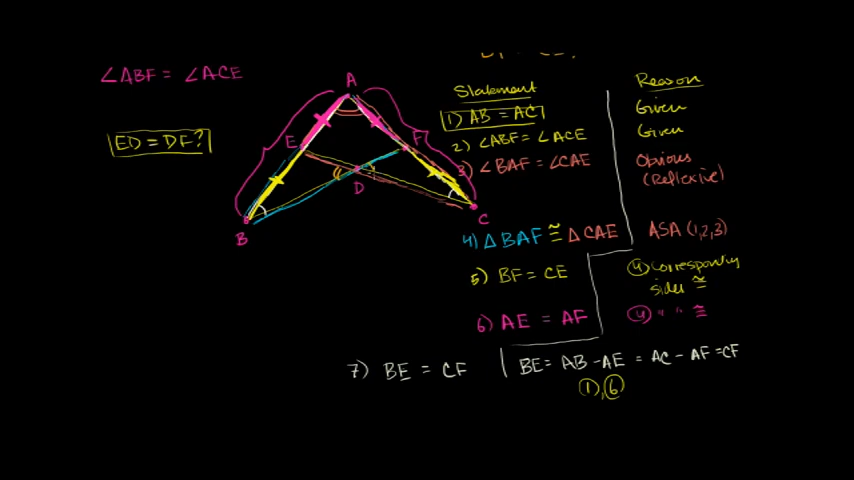 ∠ABF = ∠ACE
ED = DF?
A
E
F
D
B
C
Statement
Reason
1) AB = AC
Given
2) ∠ABF = ∠ACE
Given
3) ∠BAF = ∠CAE
Obvious
(Reflexive)
4) △BAF ≅ △CAE
ASA (1,2,3)
5) BF = CE
④ corresponding
sides ≅
6) AE = AF
④ " " ≅
7) BE = CF
BE = AB - AE = AC - AF = CF
①,⑥